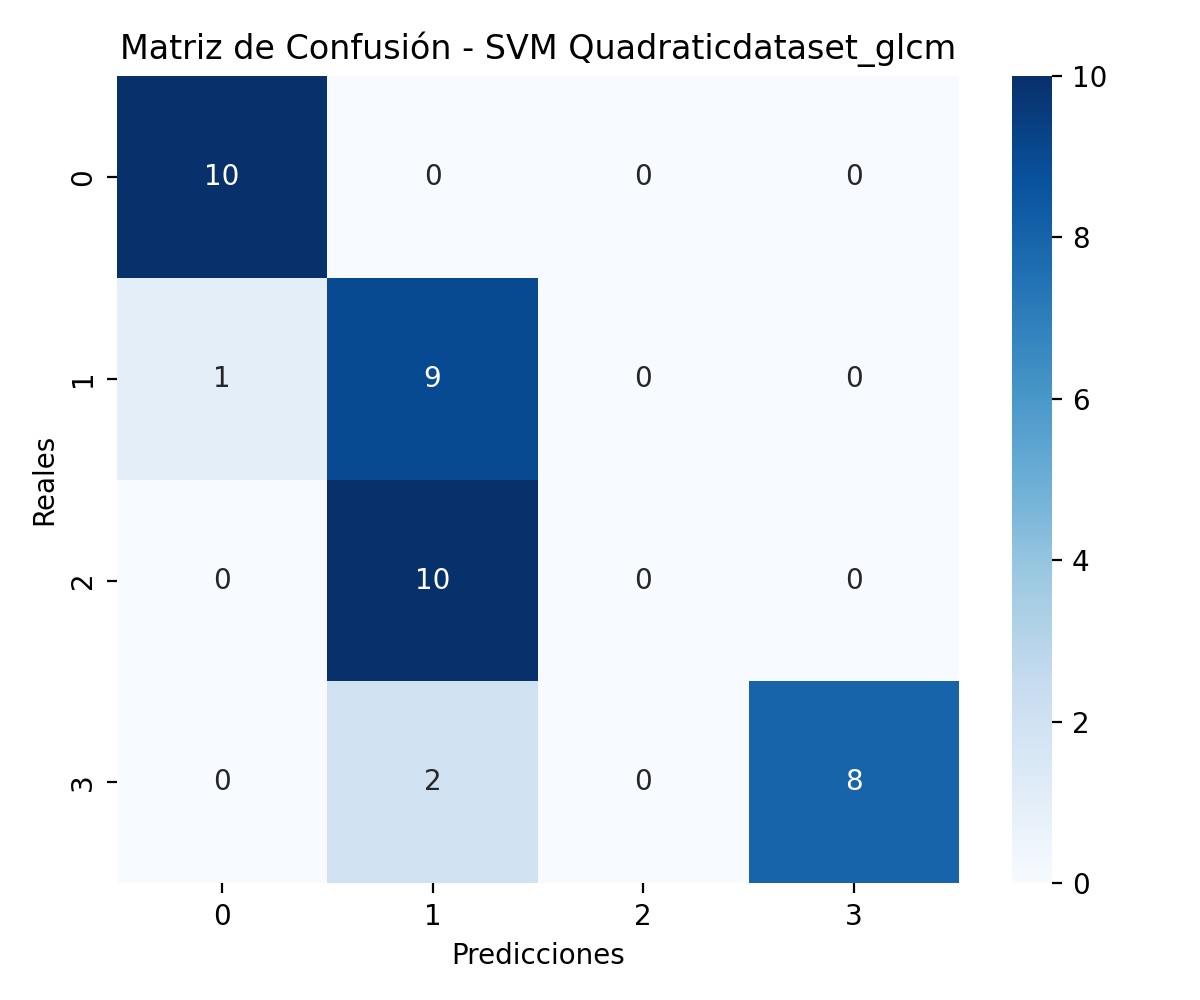 Matriz de Confusión - SVM Quadraticdataset_glcm
10
0 10 0 0 0
8
1 1 9 0 0
6
Reales
2 0 10 0 0
4
3 0 2 0 8
2
0
0 1 2 3
Predicciones